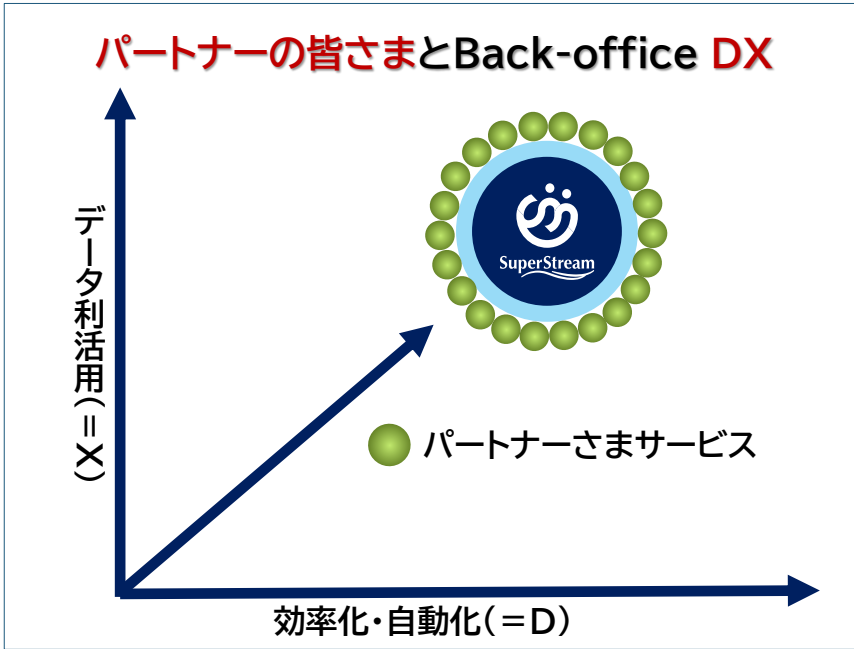 パートナーの皆さまとBack-office DX
データ利活用(=X)
SuperStream
パートナーさまサービス
効率化・自動化(=D)